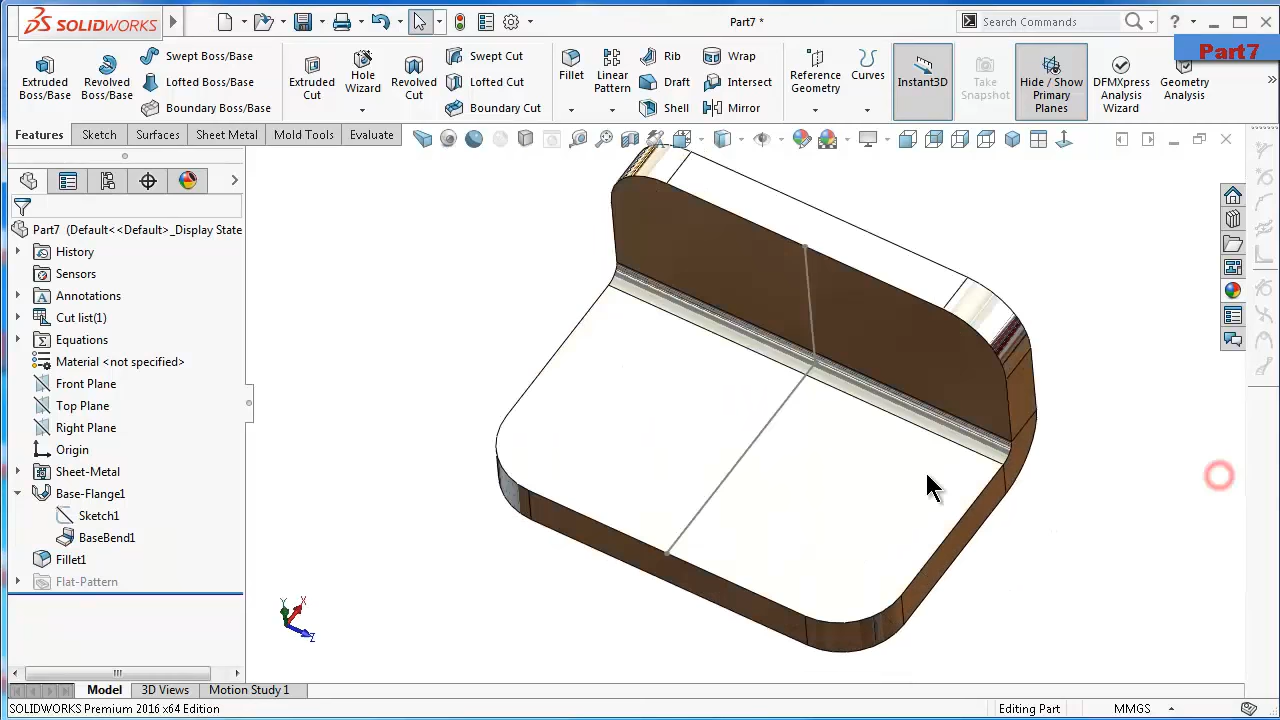 SOLIDWORKS
Part7 *
Search Commands
?
Part7
Extruded Boss/Base
Revolved Boss/Base
Swept Boss/Base
Lofted Boss/Base
Boundary Boss/Base
Extruded Cut
Hole Wizard
Revolved Cut
Swept Cut
Lofted Cut
Boundary Cut
Fillet
Linear Pattern
Rib
Draft
Shell
Wrap
Intersect
Mirror
Reference Geometry
Curves
Instant3D
Take Snapshot
Hide / Show Primary Planes
DFMXpress Analysis Wizard
Geometry Analysis
Features
Sketch
Surfaces
Sheet Metal
Mold Tools
Evaluate
Part7 (Default<<Default>_Display State
History
Sensors
Annotations
Cut list(1)
Equations
Material <not specified>
Front Plane
Top Plane
Right Plane
Origin
Sheet-Metal
Base-Flange1
Sketch1
BaseBend1
Fillet1
Flat-Pattern
Y X
Z
Model
3D Views
Motion Study 1
SOLIDWORKS Premium 2016 x64 Edition
Editing Part
MMGS